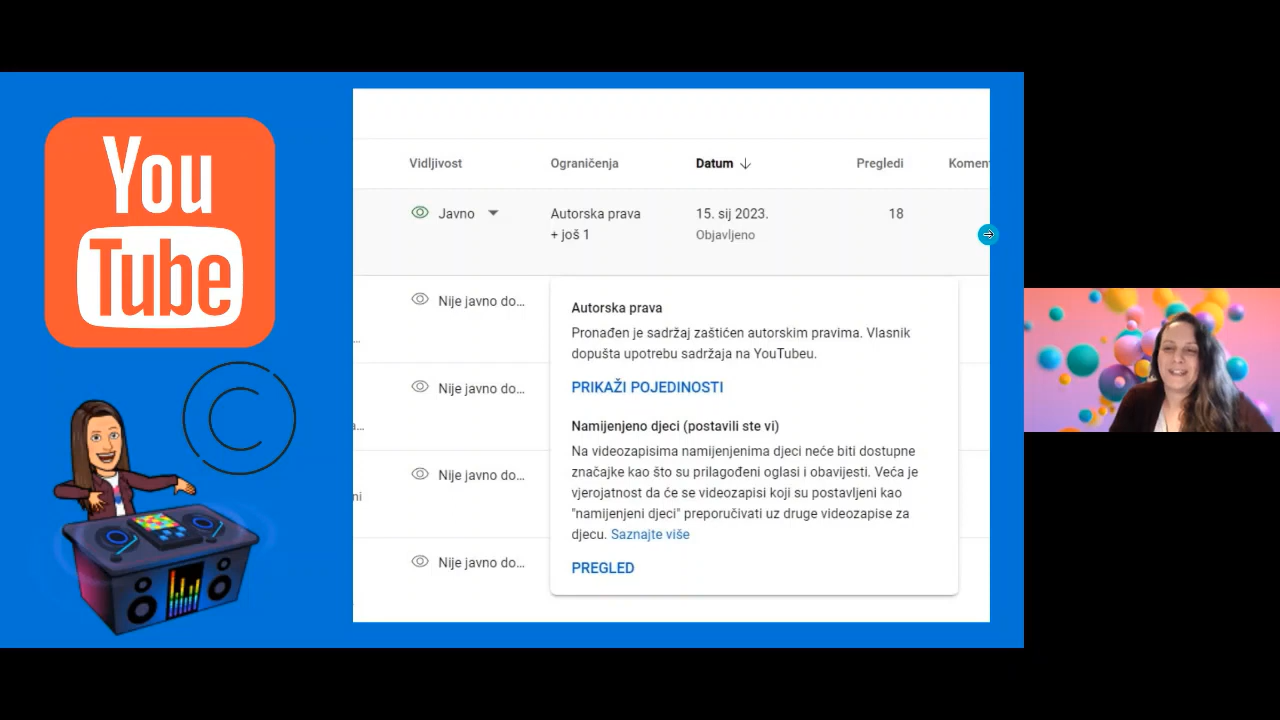 You
Tube
Vidljivost Ograničenja Datum Pregledi Koment
Javno Autorska prava 15. sij 2023. 18
+ još 1 Objavljeno
Nije javno do...
Nije javno do...
Nije javno do...
ni
Nije javno do...
Autorska prava
Pronađen je sadržaj zaštićen autorskim pravima. Vlasnik
dopušta upotrebu sadržaja na YouTubeu.
PRIKAŽI POJEDINOSTI
Namijenjeno djeci (postavili ste vi)
Na videozapisima namijenjenima djeci neće biti dostupne
značajke kao što su prilagođeni oglasi i obavijesti. Veća je
vjerojatnost da će se videozapisi koji su postavljeni kao
"namijenjeni djeci" preporučivati uz druge videozapise za
djecu. Saznajte više
PREGLED